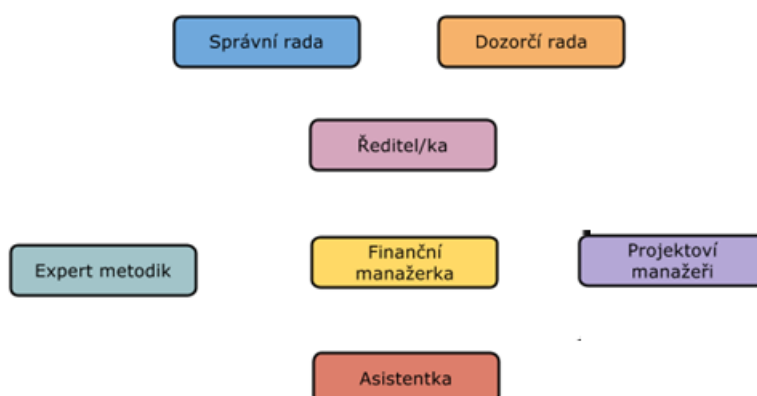 Správní rada
Dozorčí rada
Ředitel/ka
Expert metodik
Finanční
manažerka
Projektoví
manažeři
Asistentka